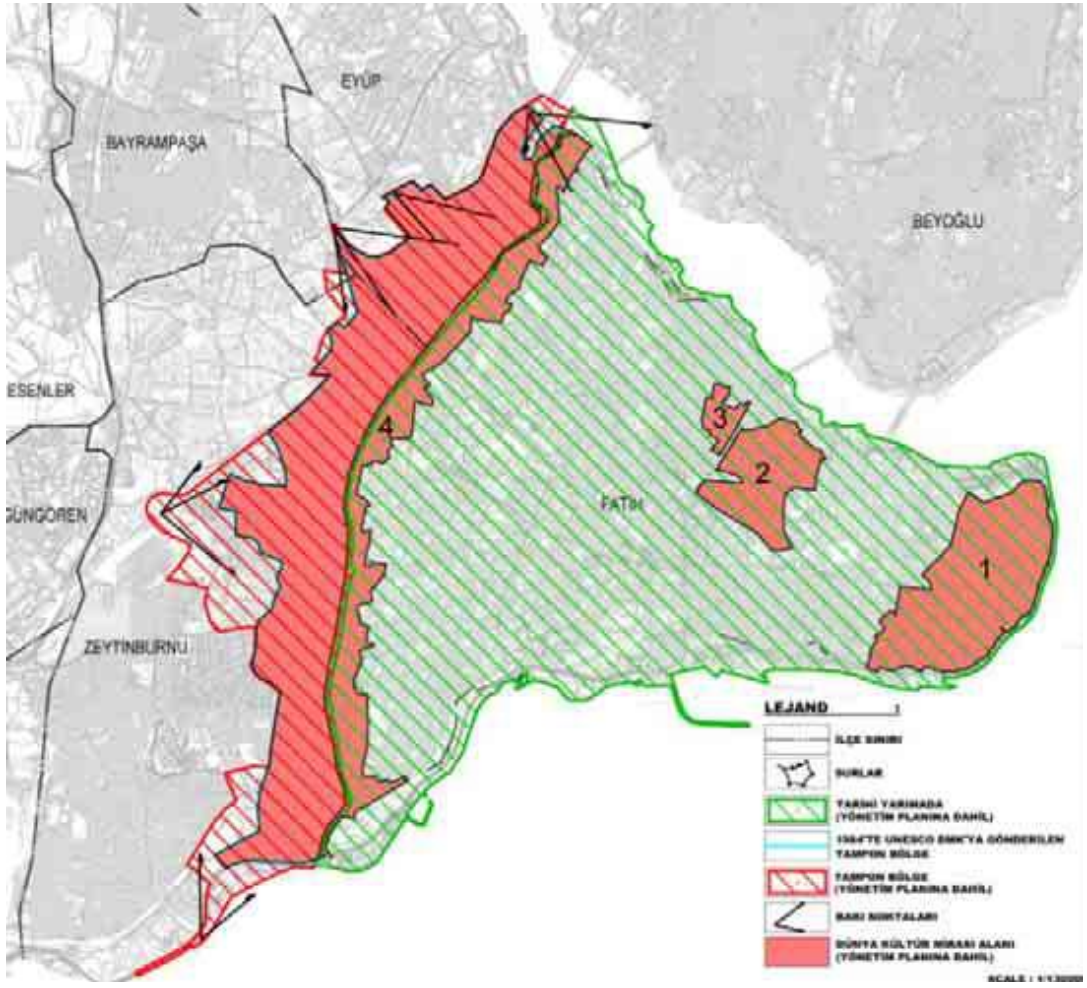 EYÜP
BAYRAMPAŞA
BEYOĞLU
ESENLER
3
4
2
FATİH
GÜNGÖREN
1
ZEYTİNBURNU
LEJAND
İLÇE SINIRI
SURLAR
TARİHİ YARIMADA
(YÖNETİM PLANINA DAHİL)
1984'TE UNESCO DMK'YA GÖNDERİLEN
TAMPON BÖLGE
TAMPON BÖLGE
(YÖNETİM PLANINA DAHİL)
BAKI NOKTALARI
DÜNYA KÜLTÜR MİRASI ALANI
(YÖNETİM PLANINA DAHİL)
SCALE :